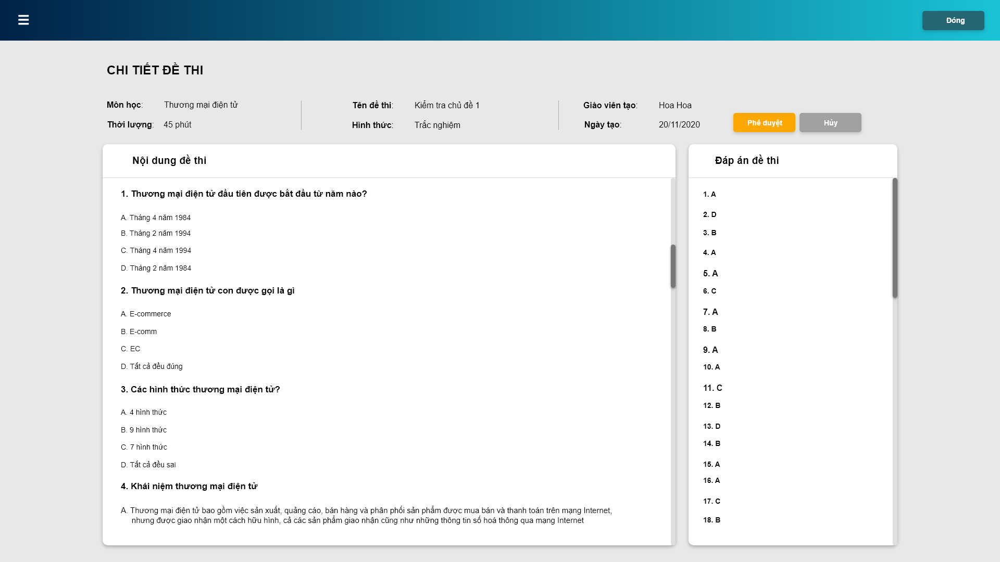 Đóng
CHI TIẾT ĐỀ THI
Môn học: Thương mại điện tử
Thời lượng: 45 phút
Tên đề thi: Kiểm tra chủ đề 1
Hình thức: Trắc nghiệm
Giáo viên tạo: Hoa Hoa
Ngày tạo: 20/11/2020
Phê duyệt
Hủy
Nội dung đề thi
1. Thương mại điện tử đầu tiên được bắt đầu từ năm nào?
A. Tháng 4 năm 1984
B. Tháng 2 năm 1994
C. Tháng 4 năm 1994
D. Tháng 2 năm 1984
2. Thương mại điện tử con được gọi là gì
A. E-commerce
B. E-comm
C. EC
D. Tất cả đều đúng
3. Các hình thức thương mại điện tử?
A. 4 hình thức
B. 9 hình thức
C. 7 hình thức
D. Tất cả đều sai
4. Khái niệm thương mại điện tử
A. Thương mại điện tử bao gồm việc sản xuất, quảng cáo, bán hàng và phân phối sản phẩm được mua bán và thanh toán trên mạng Internet,
nhưng được giao nhận một cách hữu hình, cả các sản phẩm giao nhận cũng như những thông tin số hoá thông qua mạng Internet
Đáp án đề thi
1. A
2. D
3. B
4. A
5. A
6. C
7. A
8. B
9. A
10. A
11. C
12. B
13. D
14. B
15. A
16. A
17. C
18. B